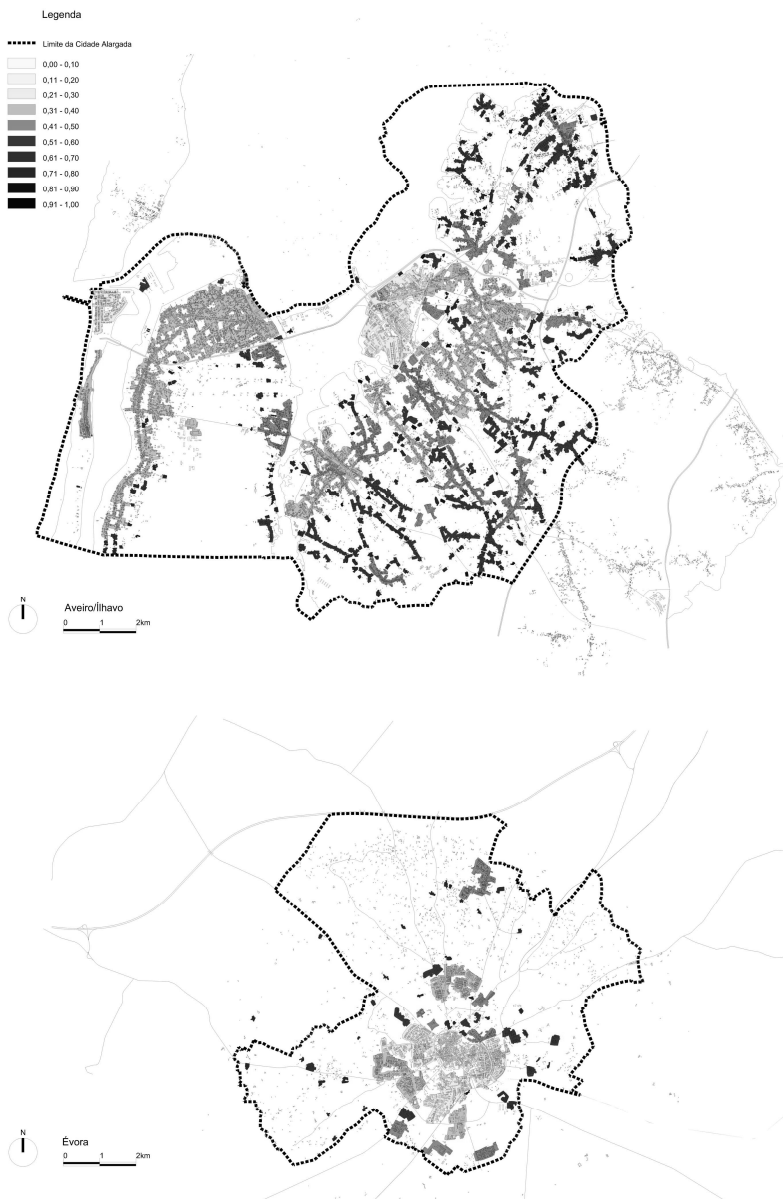 Legenda
Limite da Cidade Alargada
0,00 - 0,10
0,11 - 0,20
0,21 - 0,30
0,31 - 0,40
0,41 - 0,50
0,51 - 0,60
0,61 - 0,70
0,71 - 0,80
0,81 - 0,90
0,91 - 1,00
N
Aveiro/Ílhavo
0 1 2km
N
Évora
0 1 2km